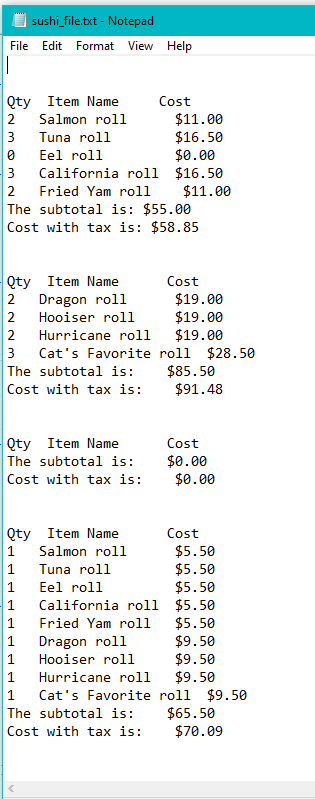 sushi_file.txt - Notepad
File Edit Format View Help
Qty  Item Name     Cost
2   Salmon roll      $11.00
3   Tuna roll        $16.50
0   Eel roll         $0.00
3   California roll  $16.50
2   Fried Yam roll    $11.00
The subtotal is: $55.00
Cost with tax is: $58.85
Qty  Item Name      Cost
2   Dragon roll      $19.00
2   Hooiser roll     $19.00
2   Hurricane roll   $19.00
3   Cat's Favorite roll  $28.50
The subtotal is:    $85.50
Cost with tax is:    $91.48
Qty  Item Name      Cost
The subtotal is:    $0.00
Cost with tax is:    $0.00
Qty  Item Name      Cost
1   Salmon roll      $5.50
1   Tuna roll        $5.50
1   Eel roll         $5.50
1   California roll  $5.50
1   Fried Yam roll   $5.50
1   Dragon roll      $9.50
1   Hooiser roll     $9.50
1   Hurricane roll   $9.50
1   Cat's Favorite roll  $9.50
The subtotal is:    $65.50
Cost with tax is:    $70.09